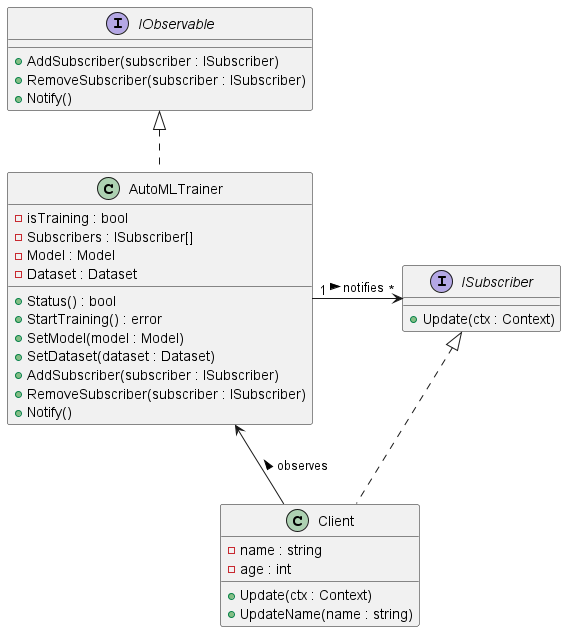 I IObservable
AddSubscriber(subscriber : ISubscriber)
RemoveSubscriber(subscriber : ISubscriber)
Notify()
C AutoMLTrainer
isTraining : bool
Subscribers : ISubscriber[]
Model : Model
Dataset : Dataset
Status() : bool
StartTraining() : error
SetModel(model : Model)
SetDataset(dataset : Dataset)
AddSubscriber(subscriber : ISubscriber)
RemoveSubscriber(subscriber : ISubscriber)
Notify()
1 notifies *
I ISubscriber
Update(ctx : Context)
observes
C Client
name : string
age : int
Update(ctx : Context)
UpdateName(name : string)